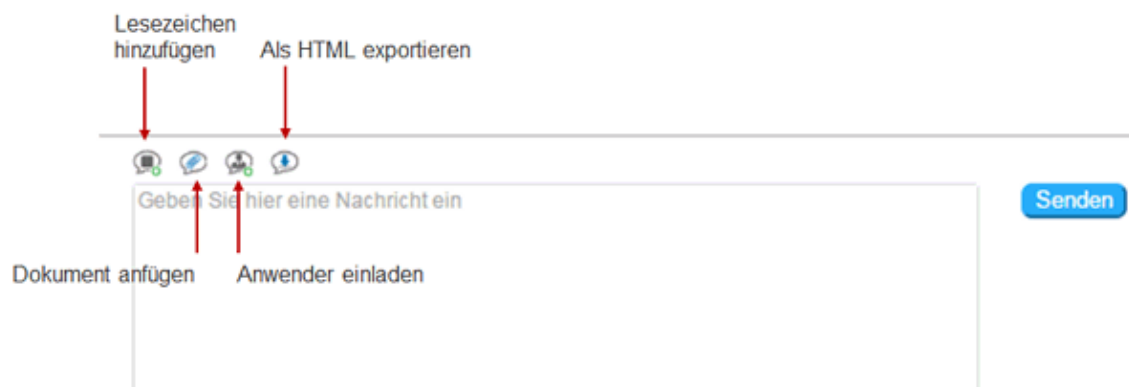 Lesezeichen
hinzufügen
Als HTML exportieren
Geben Sie hier eine Nachricht ein
Senden
Dokument anfügen
Anwender einladen